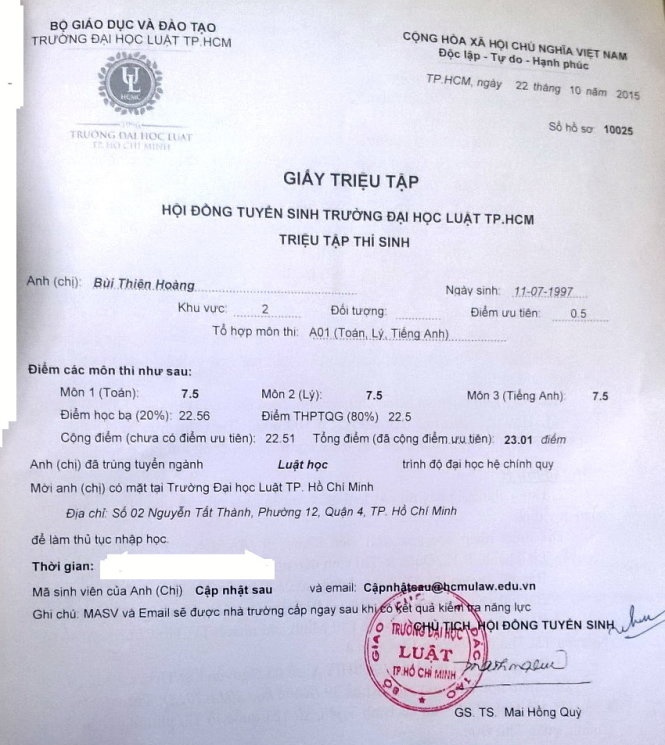 BỘ GIÁO DỤC VÀ ĐÀO TẠO
TRƯỜNG ĐẠI HỌC LUẬT TP.HCM
CỘNG HÒA XÃ HỘI CHỦ NGHĨA VIỆT NAM
Độc lập - Tự do - Hạnh phúc
TP.HCM, ngày 22 tháng 10 năm 2015
UL
HCMC
TRƯỜNG ĐẠI HỌC LUẬT
TP. HỒ CHÍ MINH
Số hồ sơ: 10025
GIẤY TRIỆU TẬP
HỘI ĐỒNG TUYỂN SINH TRƯỜNG ĐẠI HỌC LUẬT TP.HCM
TRIỆU TẬP THÍ SINH
Anh (chị): Bùi Thiên Hoàng Ngày sinh: 11-07-1997
Khu vực: 2 Đối tượng: Điểm ưu tiên: 0.5
Tổ hợp môn thi: A01 (Toán, Lý, Tiếng Anh)
Điểm các môn thi như sau:
Môn 1 (Toán): 7.5 Môn 2 (Lý): 7.5 Môn 3 (Tiếng Anh): 7.5
Điểm học bạ (20%): 22.56 Điểm THPTQG (80%) 22.5
Cộng điểm (chưa có điểm ưu tiên): 22.51 Tổng điểm (đã cộng điểm ưu tiên): 23.01 điểm
Anh (chị) đã trúng tuyển ngành Luật học trình độ đại học hệ chính quy
Mời anh (chị) có mặt tại Trường Đại học Luật TP. Hồ Chí Minh
Địa chỉ: Số 02 Nguyễn Tất Thành, Phường 12, Quận 4, TP. Hồ Chí Minh
để làm thủ tục nhập học.
Thời gian:
Mã sinh viên của Anh (Chị) Cập nhật sau và email: Cậpnhậtsau@hcmulaw.edu.vn
Ghi chú: MASV và Email sẽ được nhà trường cấp ngay sau khi có kết quả kiểm tra năng lực
CHỦ TỊCH HỘI ĐỒNG TUYỂN SINH
BỘ GIÁO DỤC ĐÀO TẠO
TRƯỜNG ĐẠI HỌC
LUẬT
TP.HỒ CHÍ MINH
GS. TS. Mai Hồng Quỳ